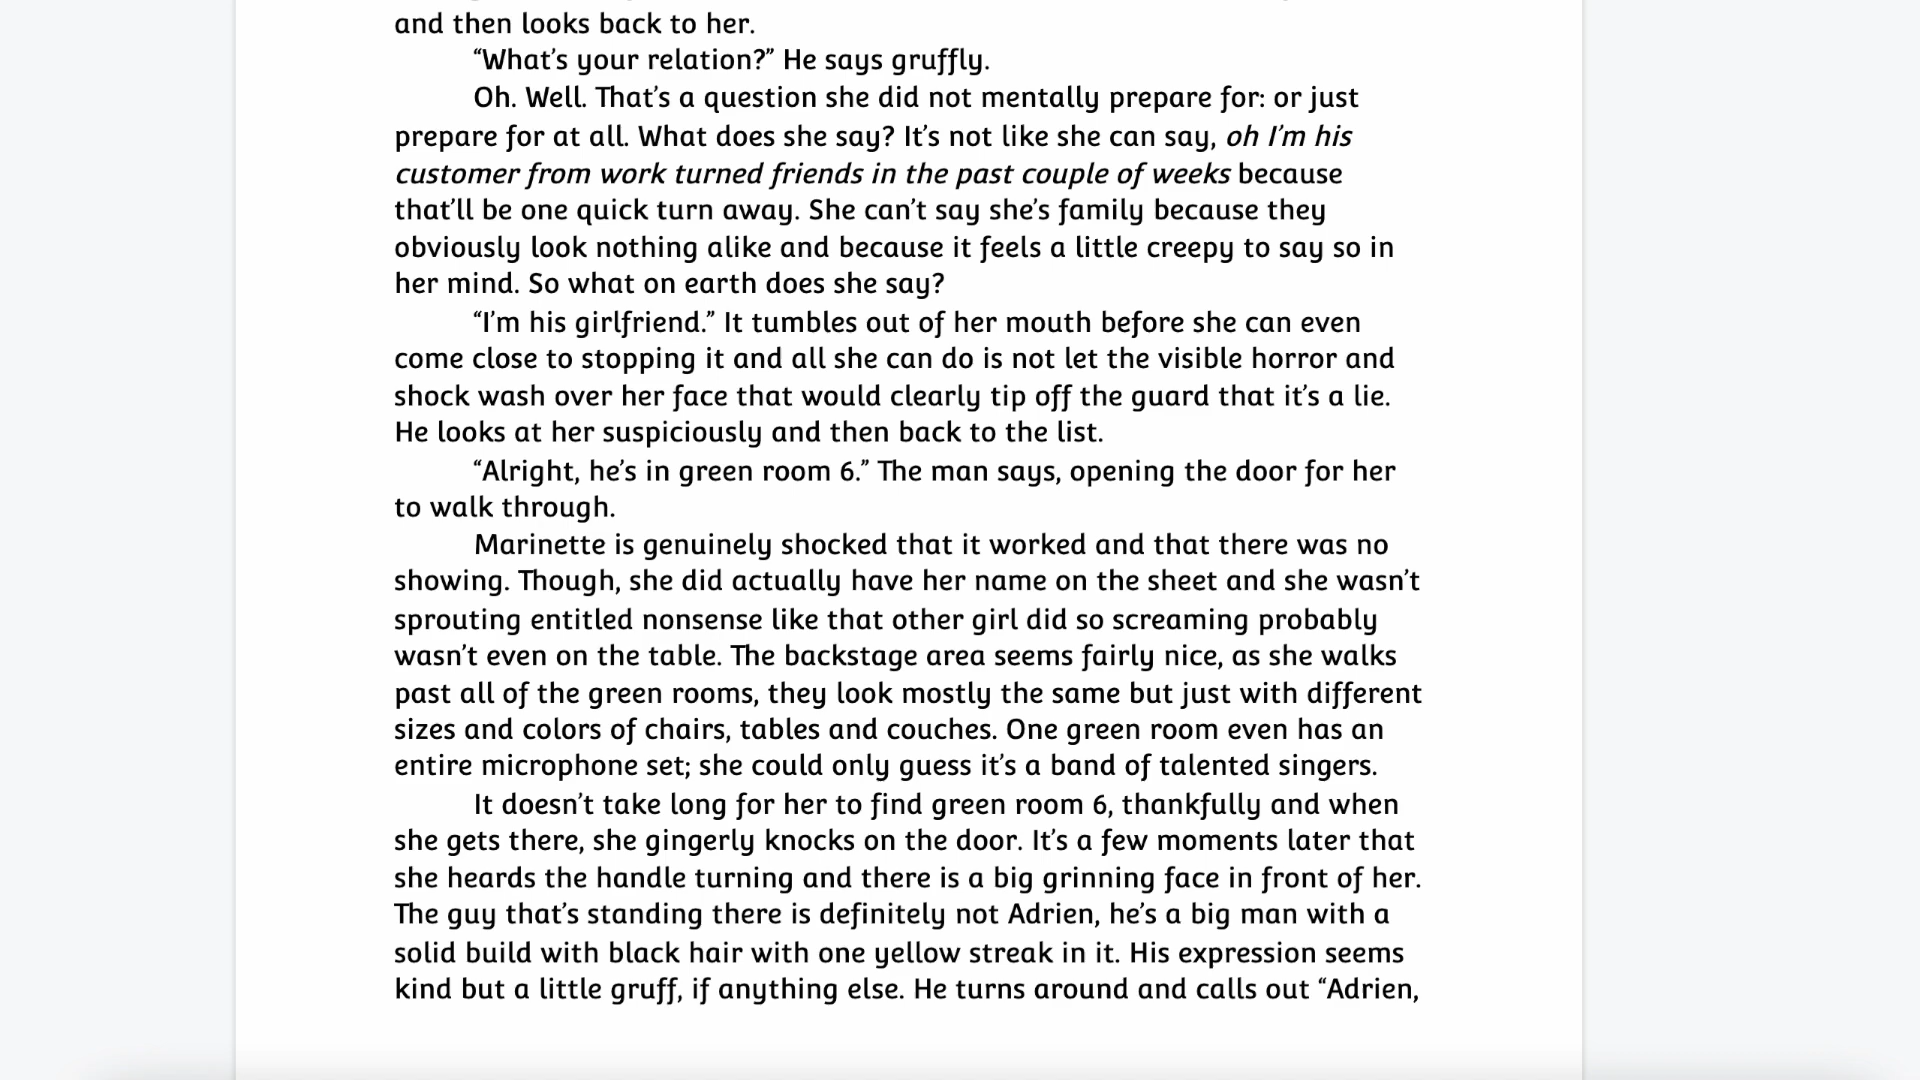 and then looks back to her.
“What’s your relation?” He says gruffly.
Oh. Well. That’s a question she did not mentally prepare for: or just
prepare for at all. What does she say? It’s not like she can say, oh I’m his
customer from work turned friends in the past couple of weeks because
that’ll be one quick turn away. She can’t say she’s family because they
obviously look nothing alike and because it feels a little creepy to say so in
her mind. So what on earth does she say?
“I’m his girlfriend.” It tumbles out of her mouth before she can even
come close to stopping it and all she can do is not let the visible horror and
shock wash over her face that would clearly tip off the guard that it’s a lie.
He looks at her suspiciously and then back to the list.
“Alright, he’s in green room 6.” The man says, opening the door for her
to walk through.
Marinette is genuinely shocked that it worked and that there was no
showing. Though, she did actually have her name on the sheet and she wasn’t
sprouting entitled nonsense like that other girl did so screaming probably
wasn’t even on the table. The backstage area seems fairly nice, as she walks
past all of the green rooms, they look mostly the same but just with different
sizes and colors of chairs, tables and couches. One green room even has an
entire microphone set; she could only guess it’s a band of talented singers.
It doesn’t take long for her to find green room 6, thankfully and when
she gets there, she gingerly knocks on the door. It’s a few moments later that
she heards the handle turning and there is a big grinning face in front of her.
The guy that’s standing there is definitely not Adrien, he’s a big man with a
solid build with black hair with one yellow streak in it. His expression seems
kind but a little gruff, if anything else. He turns around and calls out “Adrien,